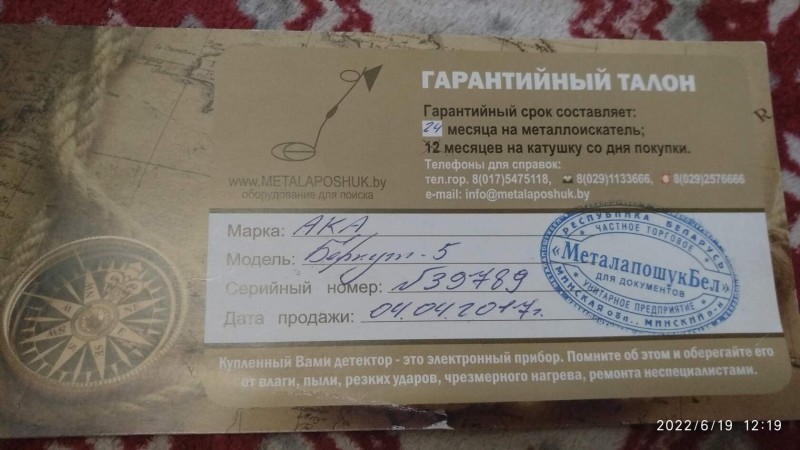 ГАРАНТИЙНЫЙ ТАЛОН
Гарантийный срок составляет:
24 месяца на металлоискатель;
12 месяцев на катушку со дня покупки.
Телефоны для справок:
тел.гор. 8(017)5475118, 8(029)1133666, 8(029)2576666
e-mail: info@metalaposhuk.by
www.METALAPOSHUK.by
оборудование для поиска
Марка: АКА
Модель: Беркут-5
Серийный номер: №39789
Дата продажи: 04.04.2017г.
РЕСПУБЛИКА БЕЛАРУСЬ
ЧАСТНОЕ ТОРГОВОЕ
«МеталапошукБел»
ДЛЯ ДОКУМЕНТОВ
УНИТАРНОЕ ПРЕДПРИЯТИЕ
МИНСКАЯ обл., МИНСКИЙ р-н
Купленный Вами детектор - это электронный прибор. Помните об этом и оберегайте его
от влаги, пыли, резких ударов, чрезмерного нагрева, ремонта неспециалистами.
2022/6/19 12:19